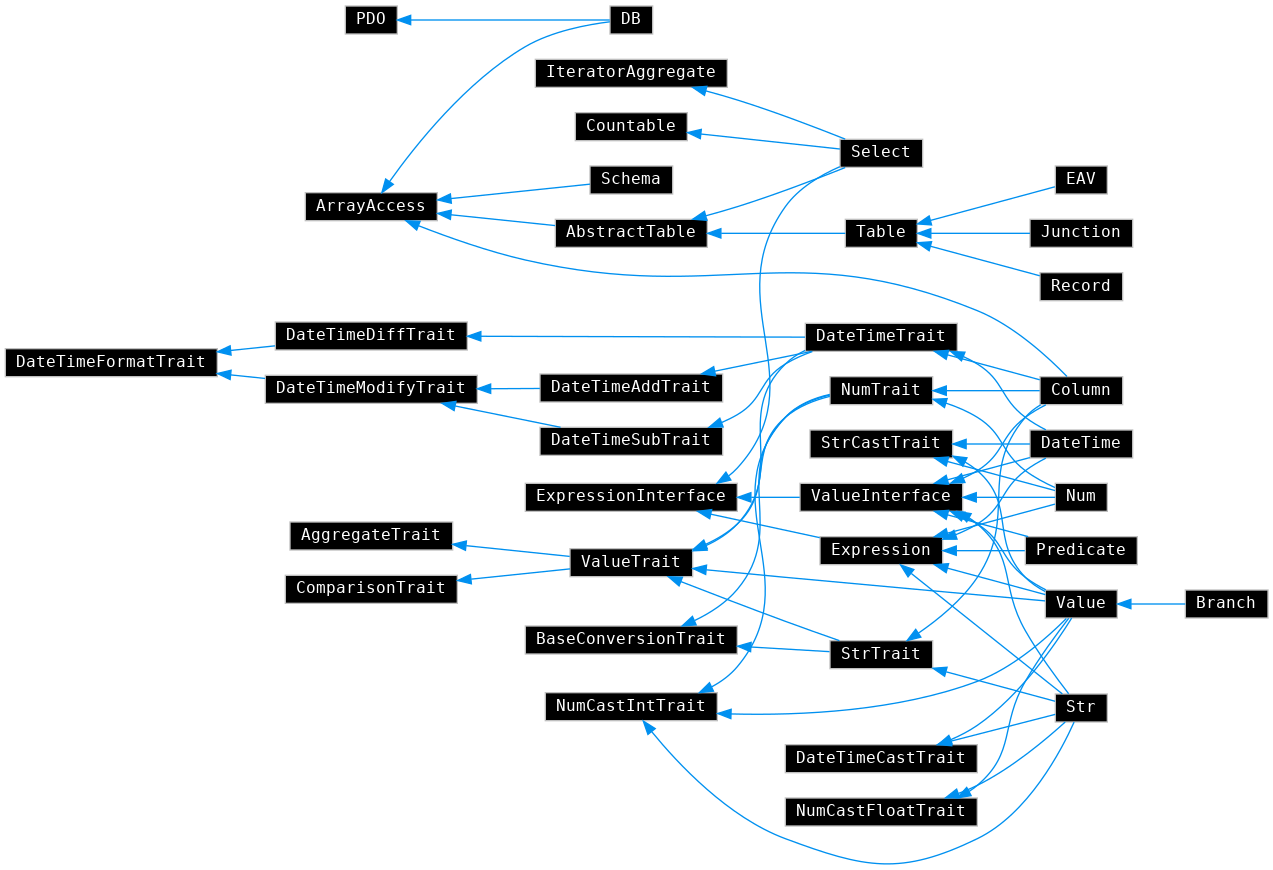 PDO
DB
IteratorAggregate
Countable
Select
Schema
EAV
ArrayAccess
AbstractTable
Table
Junction
Record
DateTimeDiffTrait
DateTimeTrait
DateTimeFormatTrait
DateTimeModifyTrait
DateTimeAddTrait
NumTrait
Column
DateTimeSubTrait
StrCastTrait
DateTime
ExpressionInterface
ValueInterface
Num
AggregateTrait
Expression
Predicate
ValueTrait
ComparisonTrait
Value
Branch
BaseConversionTrait
StrTrait
NumCastIntTrait
Str
DateTimeCastTrait
NumCastFloatTrait